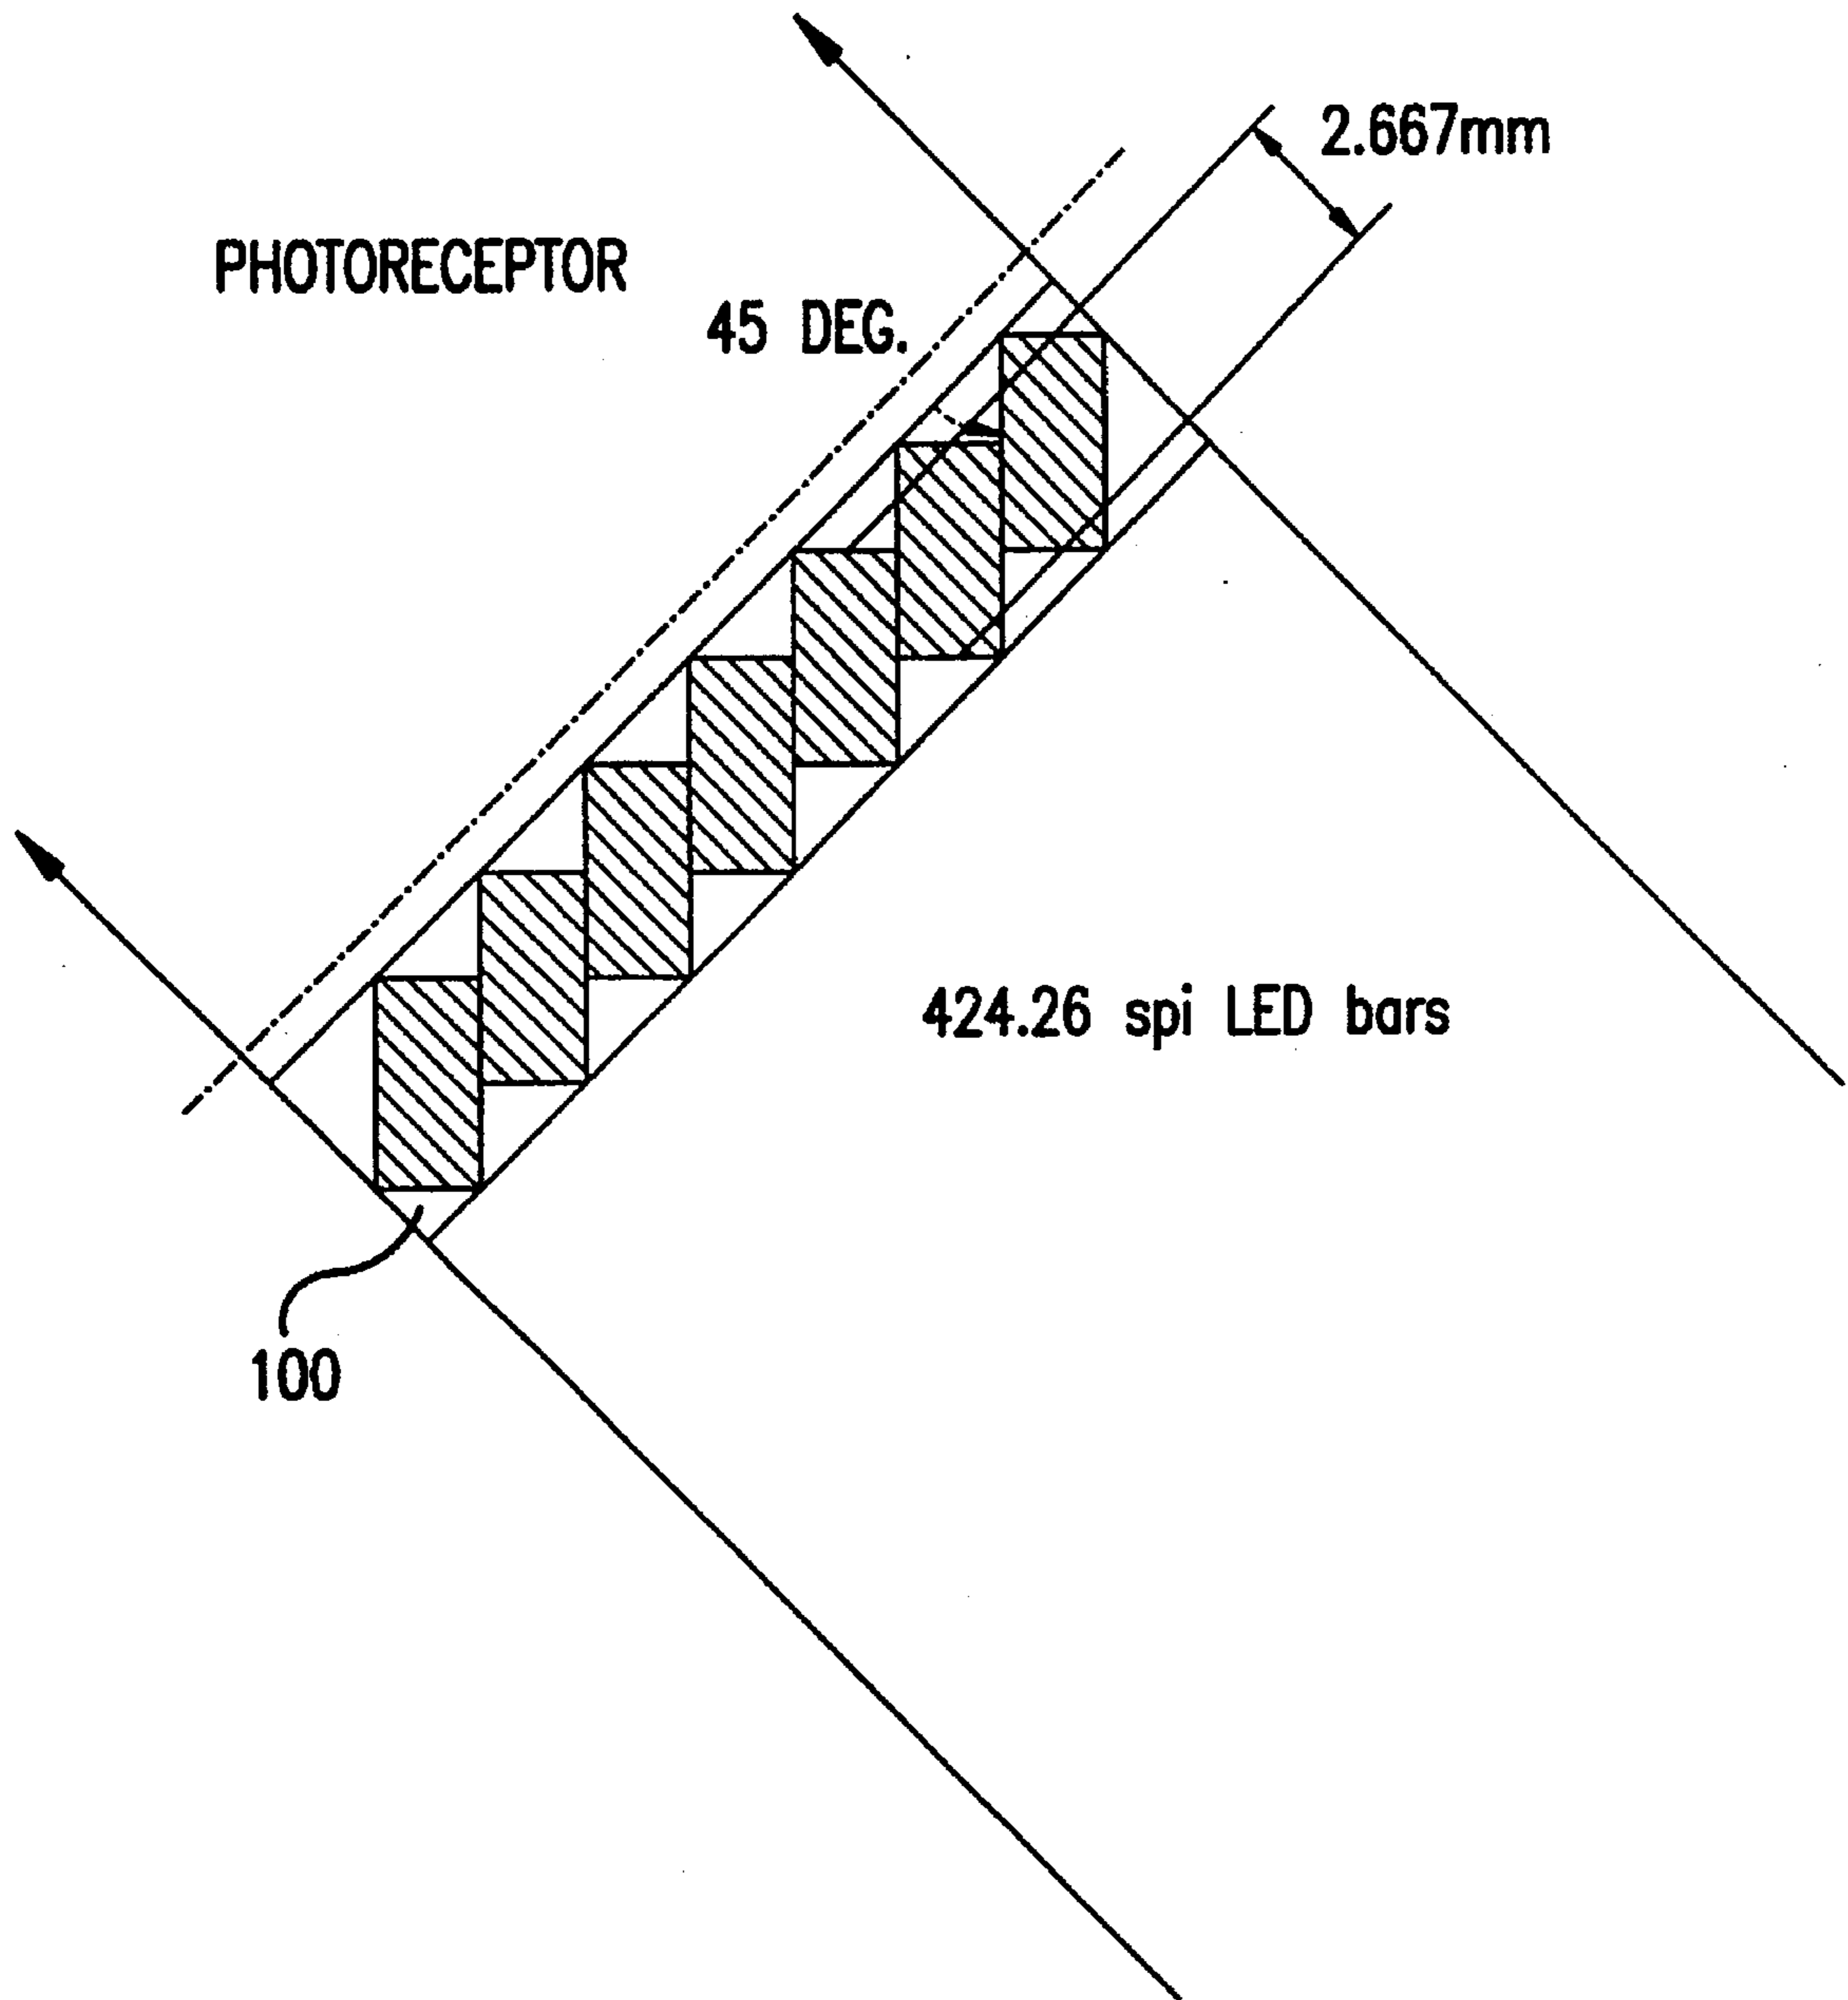 2.667mm
PHOTORECEPTOR
45 DEG.
424.26 spi LED bars
100